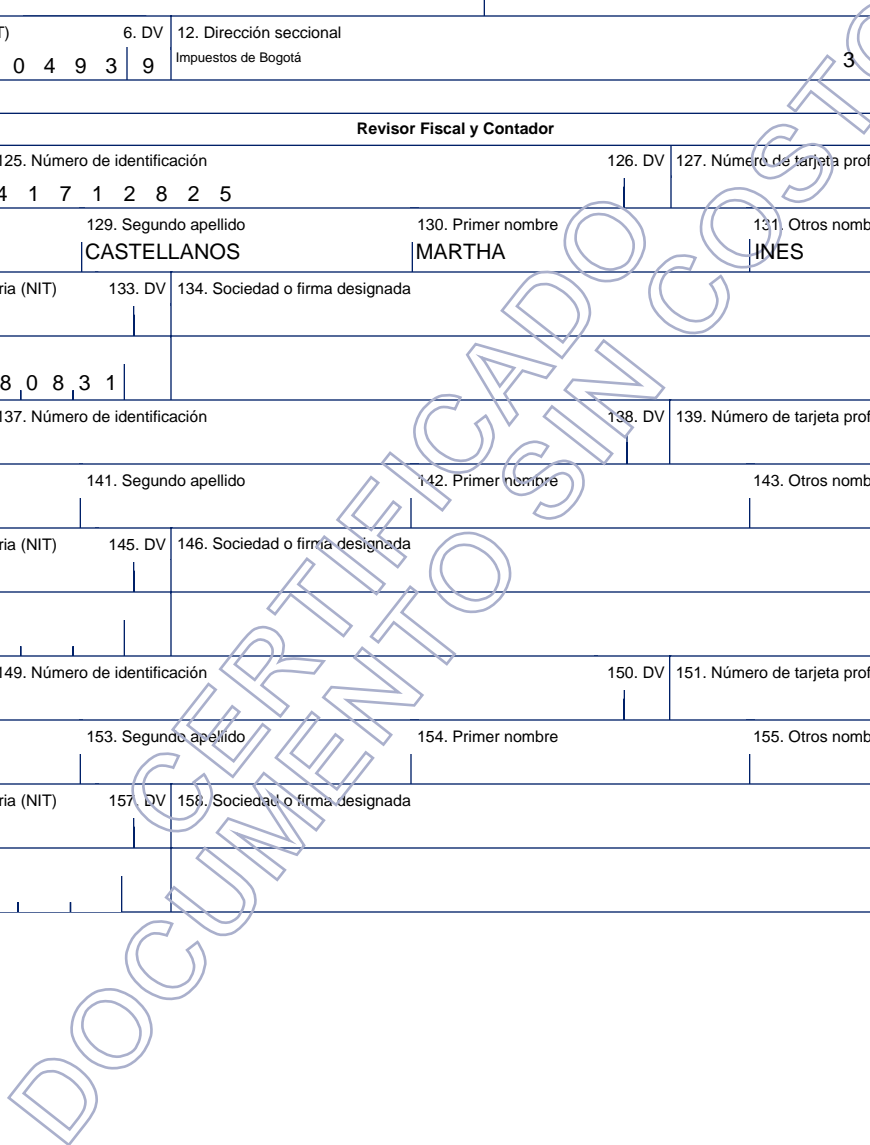 T) 6. DV 12. Dirección seccional
0 4 9 3 9 Impuestos de Bogotá 3
Revisor Fiscal y Contador
125. Número de identificación 126. DV 127. Número de tarjeta prof
4 1 7 1 2 8 2 5
129. Segundo apellido 130. Primer nombre 131. Otros nomb
CASTELLANOS MARTHA INES
ria (NIT) 133. DV 134. Sociedad o firma designada
8 0 8 3 1
137. Número de identificación 138. DV 139. Número de tarjeta prof
141. Segundo apellido 142. Primer nombre 143. Otros nomb
ria (NIT) 145. DV 146. Sociedad o firma designada
149. Número de identificación 150. DV 151. Número de tarjeta prof
153. Segundo apellido 154. Primer nombre 155. Otros nomb
ria (NIT) 157. DV 158. Sociedad o firma designada
CERTIFICADO
DOCUMENTO SIN COSTO